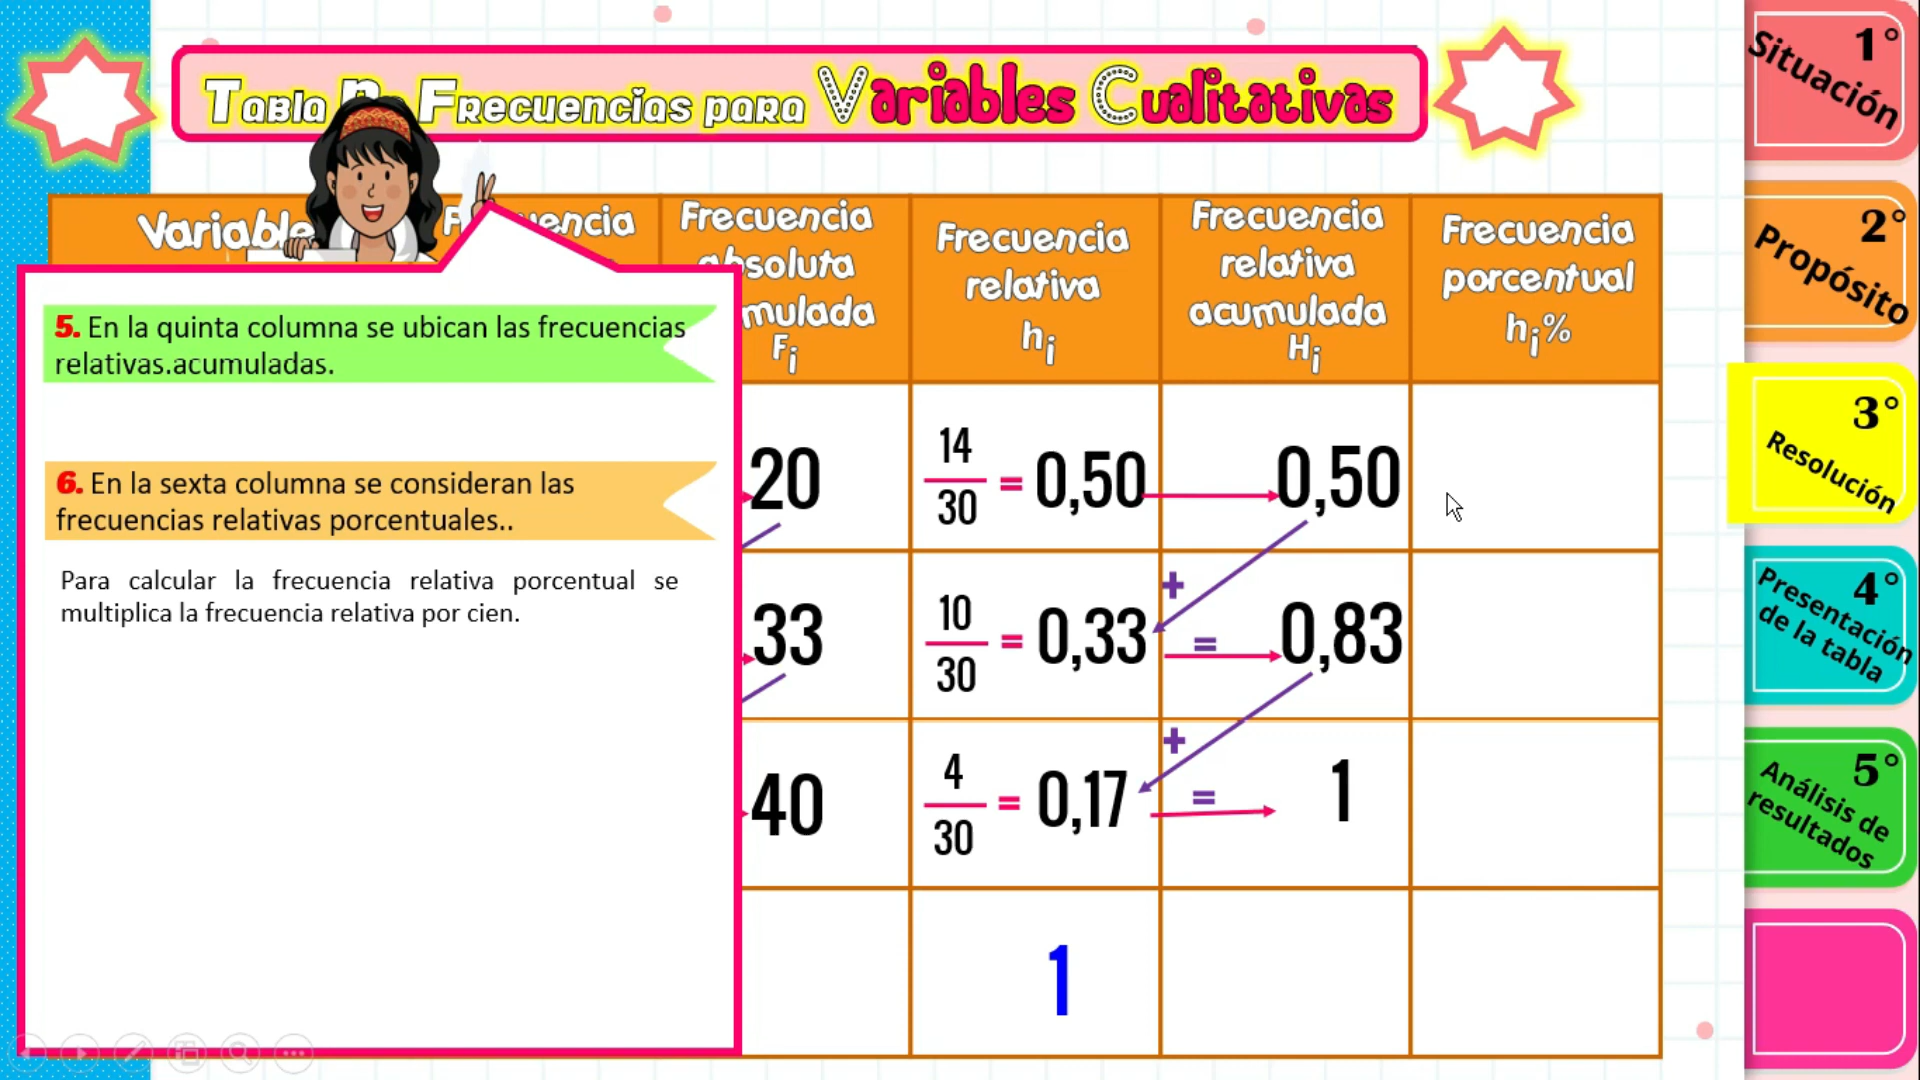 Tabla D Frecuencias para Variables Cualitativas
Variable
F uencia
Frecuencia
absoluta
mulada
Fi
Frecuencia
relativa
hi
Frecuencia
relativa
acumulada
Hi
Frecuencia
porcentual
hi%
5. En la quinta columna se ubican las frecuencias
relativas.acumuladas.
6. En la sexta columna se consideran las
frecuencias relativas porcentuales..
Para calcular la frecuencia relativa porcentual se
multiplica la frecuencia relativa por cien.
20
14
30
= 0,50
0,50
33
10
30
= 0,33
+
= 0,83
40
4
30
= 0,17
+
= 1
1
1°
Situación
2°
Propósito
3°
Resolución
4°
Presentación
de la tabla
5°
Análisis de
resultados